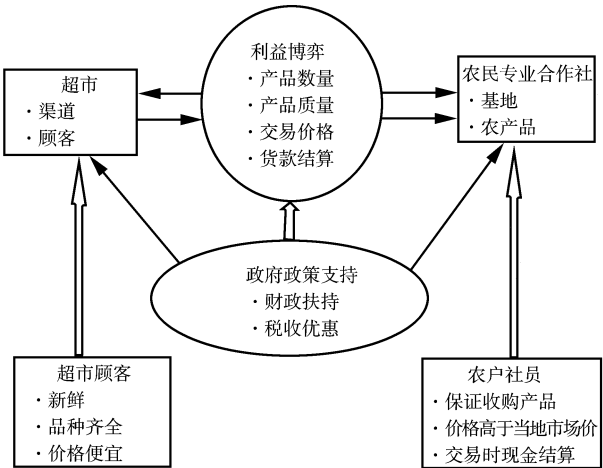 利益博弈
·产品数量
·产品质量
·交易价格
·货款结算
超市
·渠道
·顾客
农民专业合作社
·基地
·农产品
政府政策支持
·财政扶持
·税收优惠
超市顾客
·新鲜
·品种齐全
·价格便宜
农户社员
·保证收购产品
·价格高于当地市场价
·交易时现金结算